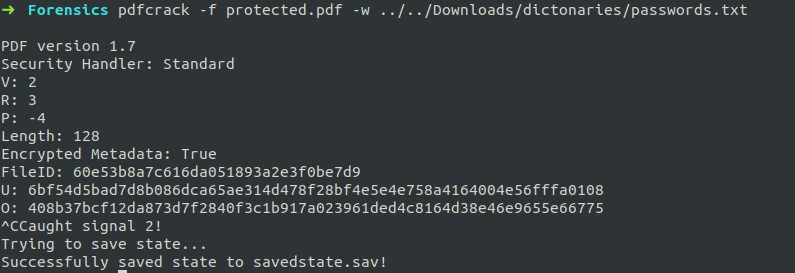 ➜ Forensics pdfcrack -f protected.pdf -w ../../Downloads/dictonaries/passwords.txt
PDF version 1.7
Security Handler: Standard
V: 2
R: 3
P: -4
Length: 128
Encrypted Metadata: True
FileID: 60e53b8a7c616da051893a2e3f0be7d9
U: 6bf54d5bad7d8b086dca65ae314d478f28bf4e5e4e758a4164004e56fffa0108
O: 408b37bcf12da873d7f2840f3c1b917a023961ded4c8164d38e46e9655e66775
^CCaught signal 2!
Trying to save state...
Successfully saved state to savedstate.sav!